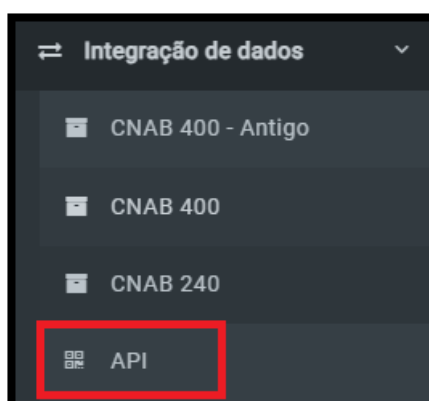 Integração de dados
CNAB 400 - Antigo
CNAB 400
CNAB 240
API